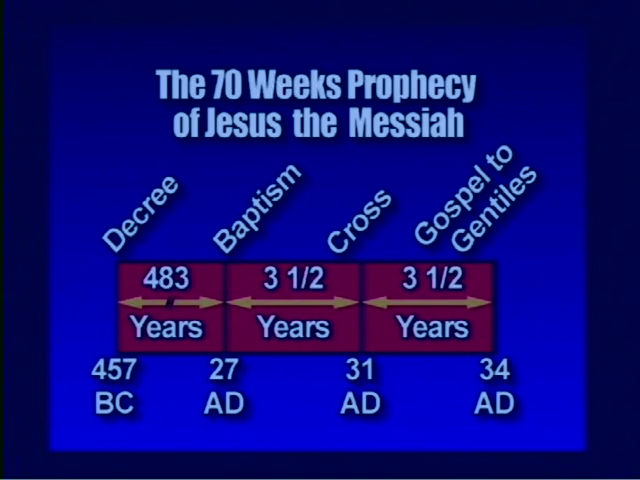 The 70 Weeks Prophecy
of Jesus the Messiah
Decree
Baptism
Cross
Gospel to
Gentiles
483
Years
3 1/2
Years
3 1/2
Years
457
BC
27
AD
31
AD
34
AD